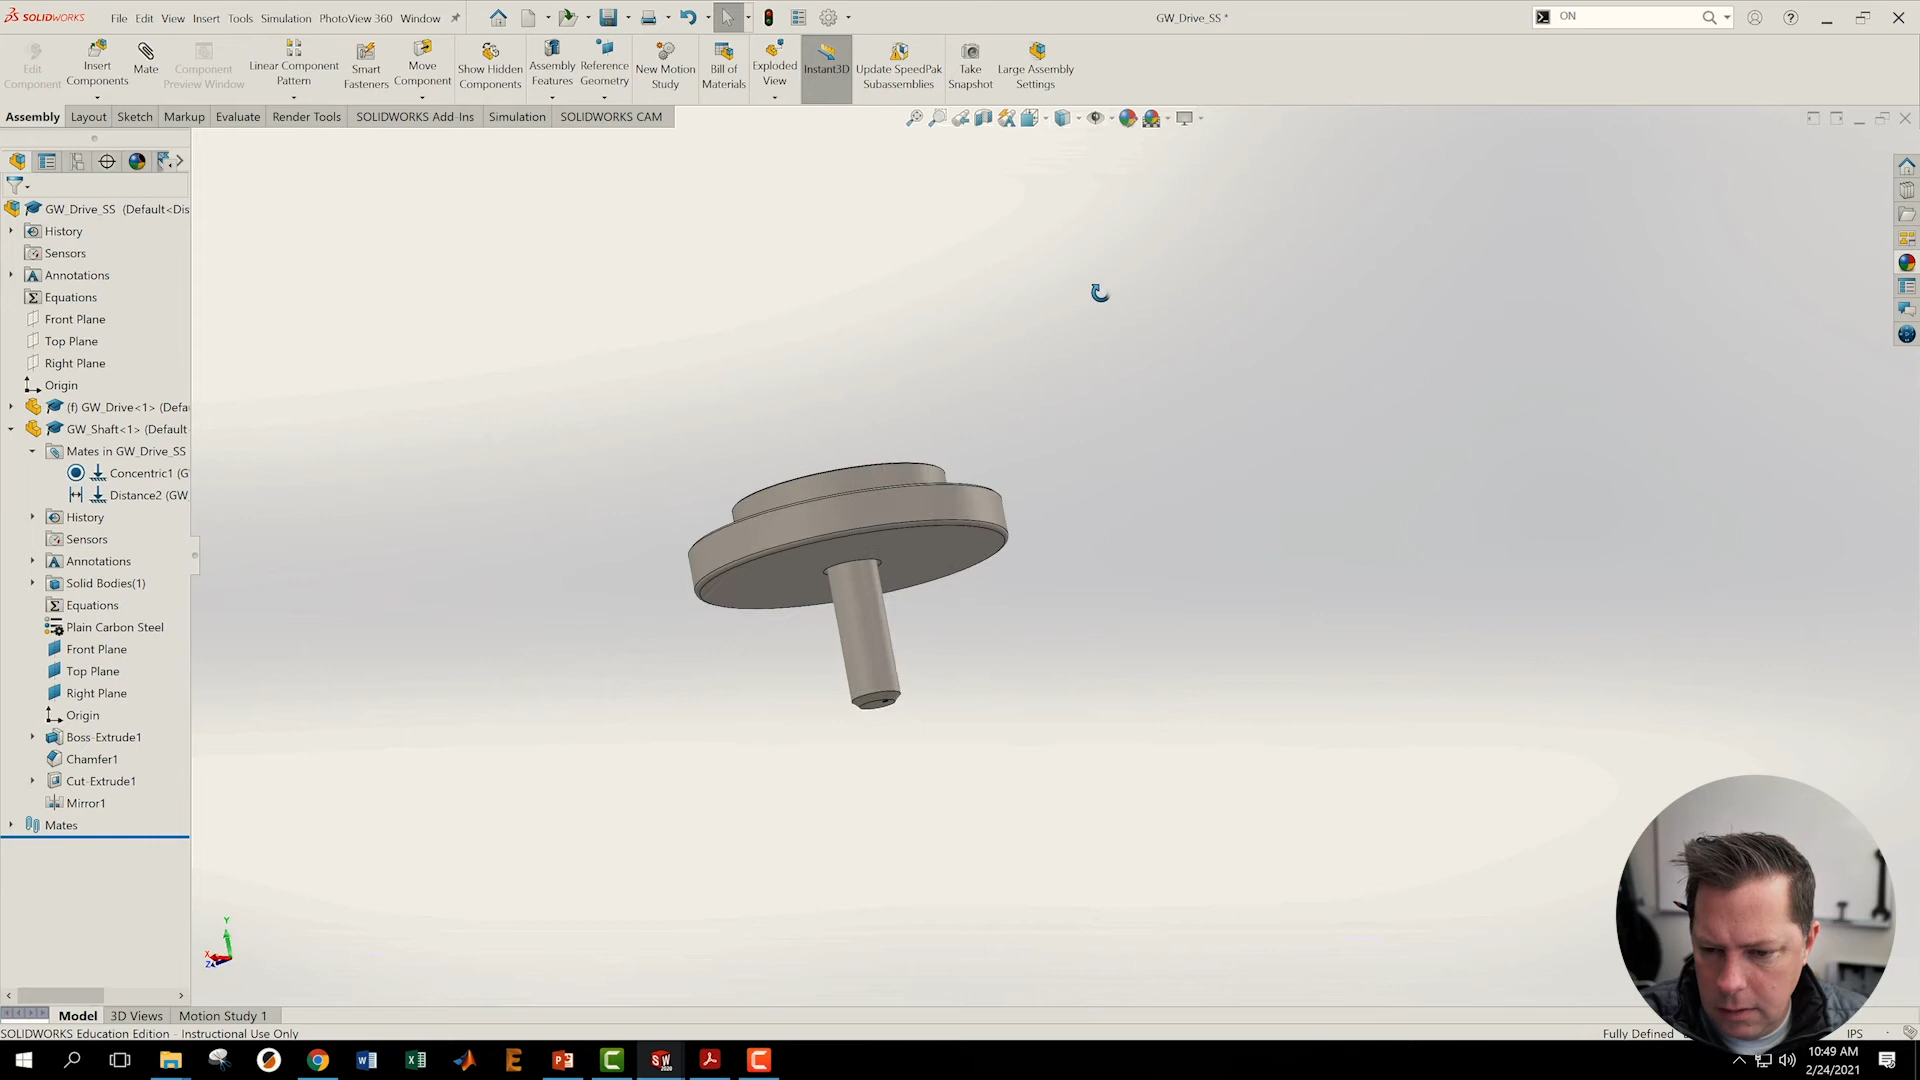 SOLIDWORKS File Edit View Insert Tools Simulation PhotoView 360 Window GW_Drive_SS * ON
Edit Component
Insert Components
Mate
Component Preview Window
Linear Component Pattern
Smart Fasteners
Move Component
Show Hidden Components
Assembly Features
Reference Geometry
New Motion Study
Bill of Materials
Exploded View
Instant3D
Update SpeedPak Subassemblies
Take Snapshot
Large Assembly Settings
Assembly Layout Sketch Markup Evaluate Render Tools SOLIDWORKS Add-Ins Simulation SOLIDWORKS CAM
GW_Drive_SS (Default<Dis
History
Sensors
Annotations
Equations
Front Plane
Top Plane
Right Plane
Origin
(f) GW_Drive<1> (Defa
GW_Shaft<1> (Default
Mates in GW_Drive_SS
Concentric1 (G
Distance2 (GW_
History
Sensors
Annotations
Solid Bodies(1)
Equations
Plain Carbon Steel
Front Plane
Top Plane
Right Plane
Origin
Boss-Extrude1
Chamfer1
Cut-Extrude1
Mirror1
Mates
Y
X
Z
Model 3D Views Motion Study 1
SOLIDWORKS Education Edition - Instructional Use Only Fully Defined IPS
10:49 AM
2/24/2021